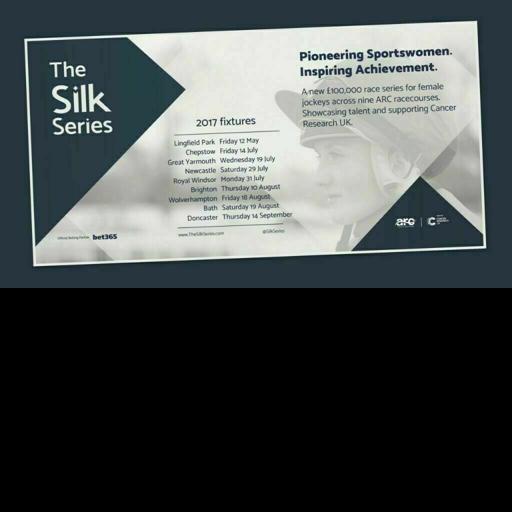 The
Silk
Series
Official Betting Partner bet365
2017 fixtures
Lingfield Park Friday 12 May
Chepstow Friday 14 July
Great Yarmouth Wednesday 19 July
Newcastle Saturday 29 July
Royal Windsor Monday 31 July
Brighton Thursday 10 August
Wolverhampton Friday 18 August
Bath Saturday 19 August
Doncaster Thursday 14 September
www.TheSilkSeries.com @SilkSeries
Pioneering Sportswomen.
Inspiring Achievement.
A new £100,000 race series for female
jockeys across nine ARC racecourses.
Showcasing talent and supporting Cancer
Research UK.
arc